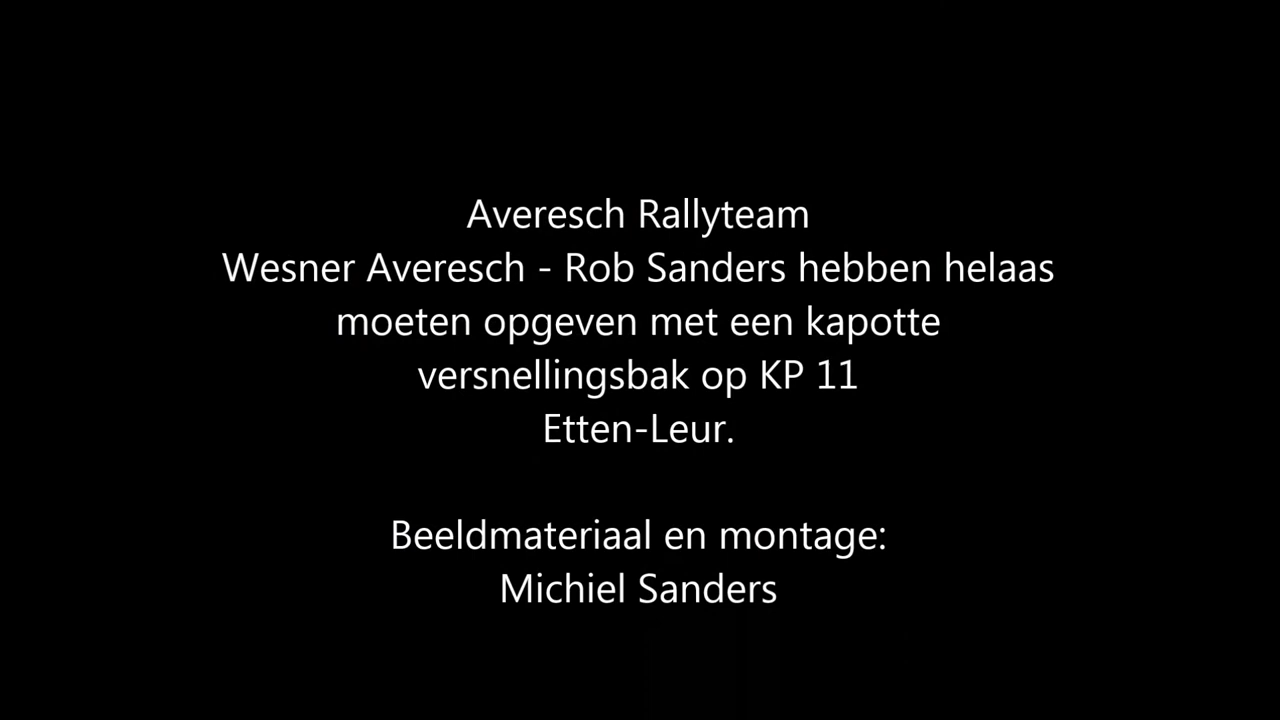 Averesch Rallyteam
Wesner Averesch - Rob Sanders hebben helaas
moeten opgeven met een kapotte
versnellingsbak op KP 11
Etten-Leur.
Beeldmateriaal en montage:
Michiel Sanders